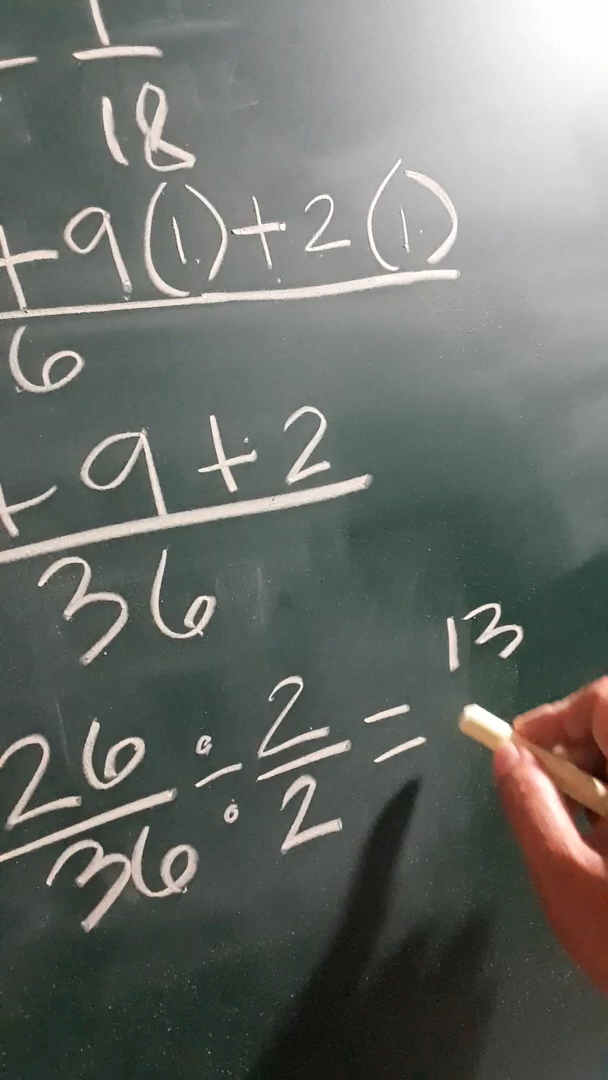 - 1/18
+ 9(1) + 2(1)
6
+ 9 + 2
36
26/36 ÷ 2/2 = 13